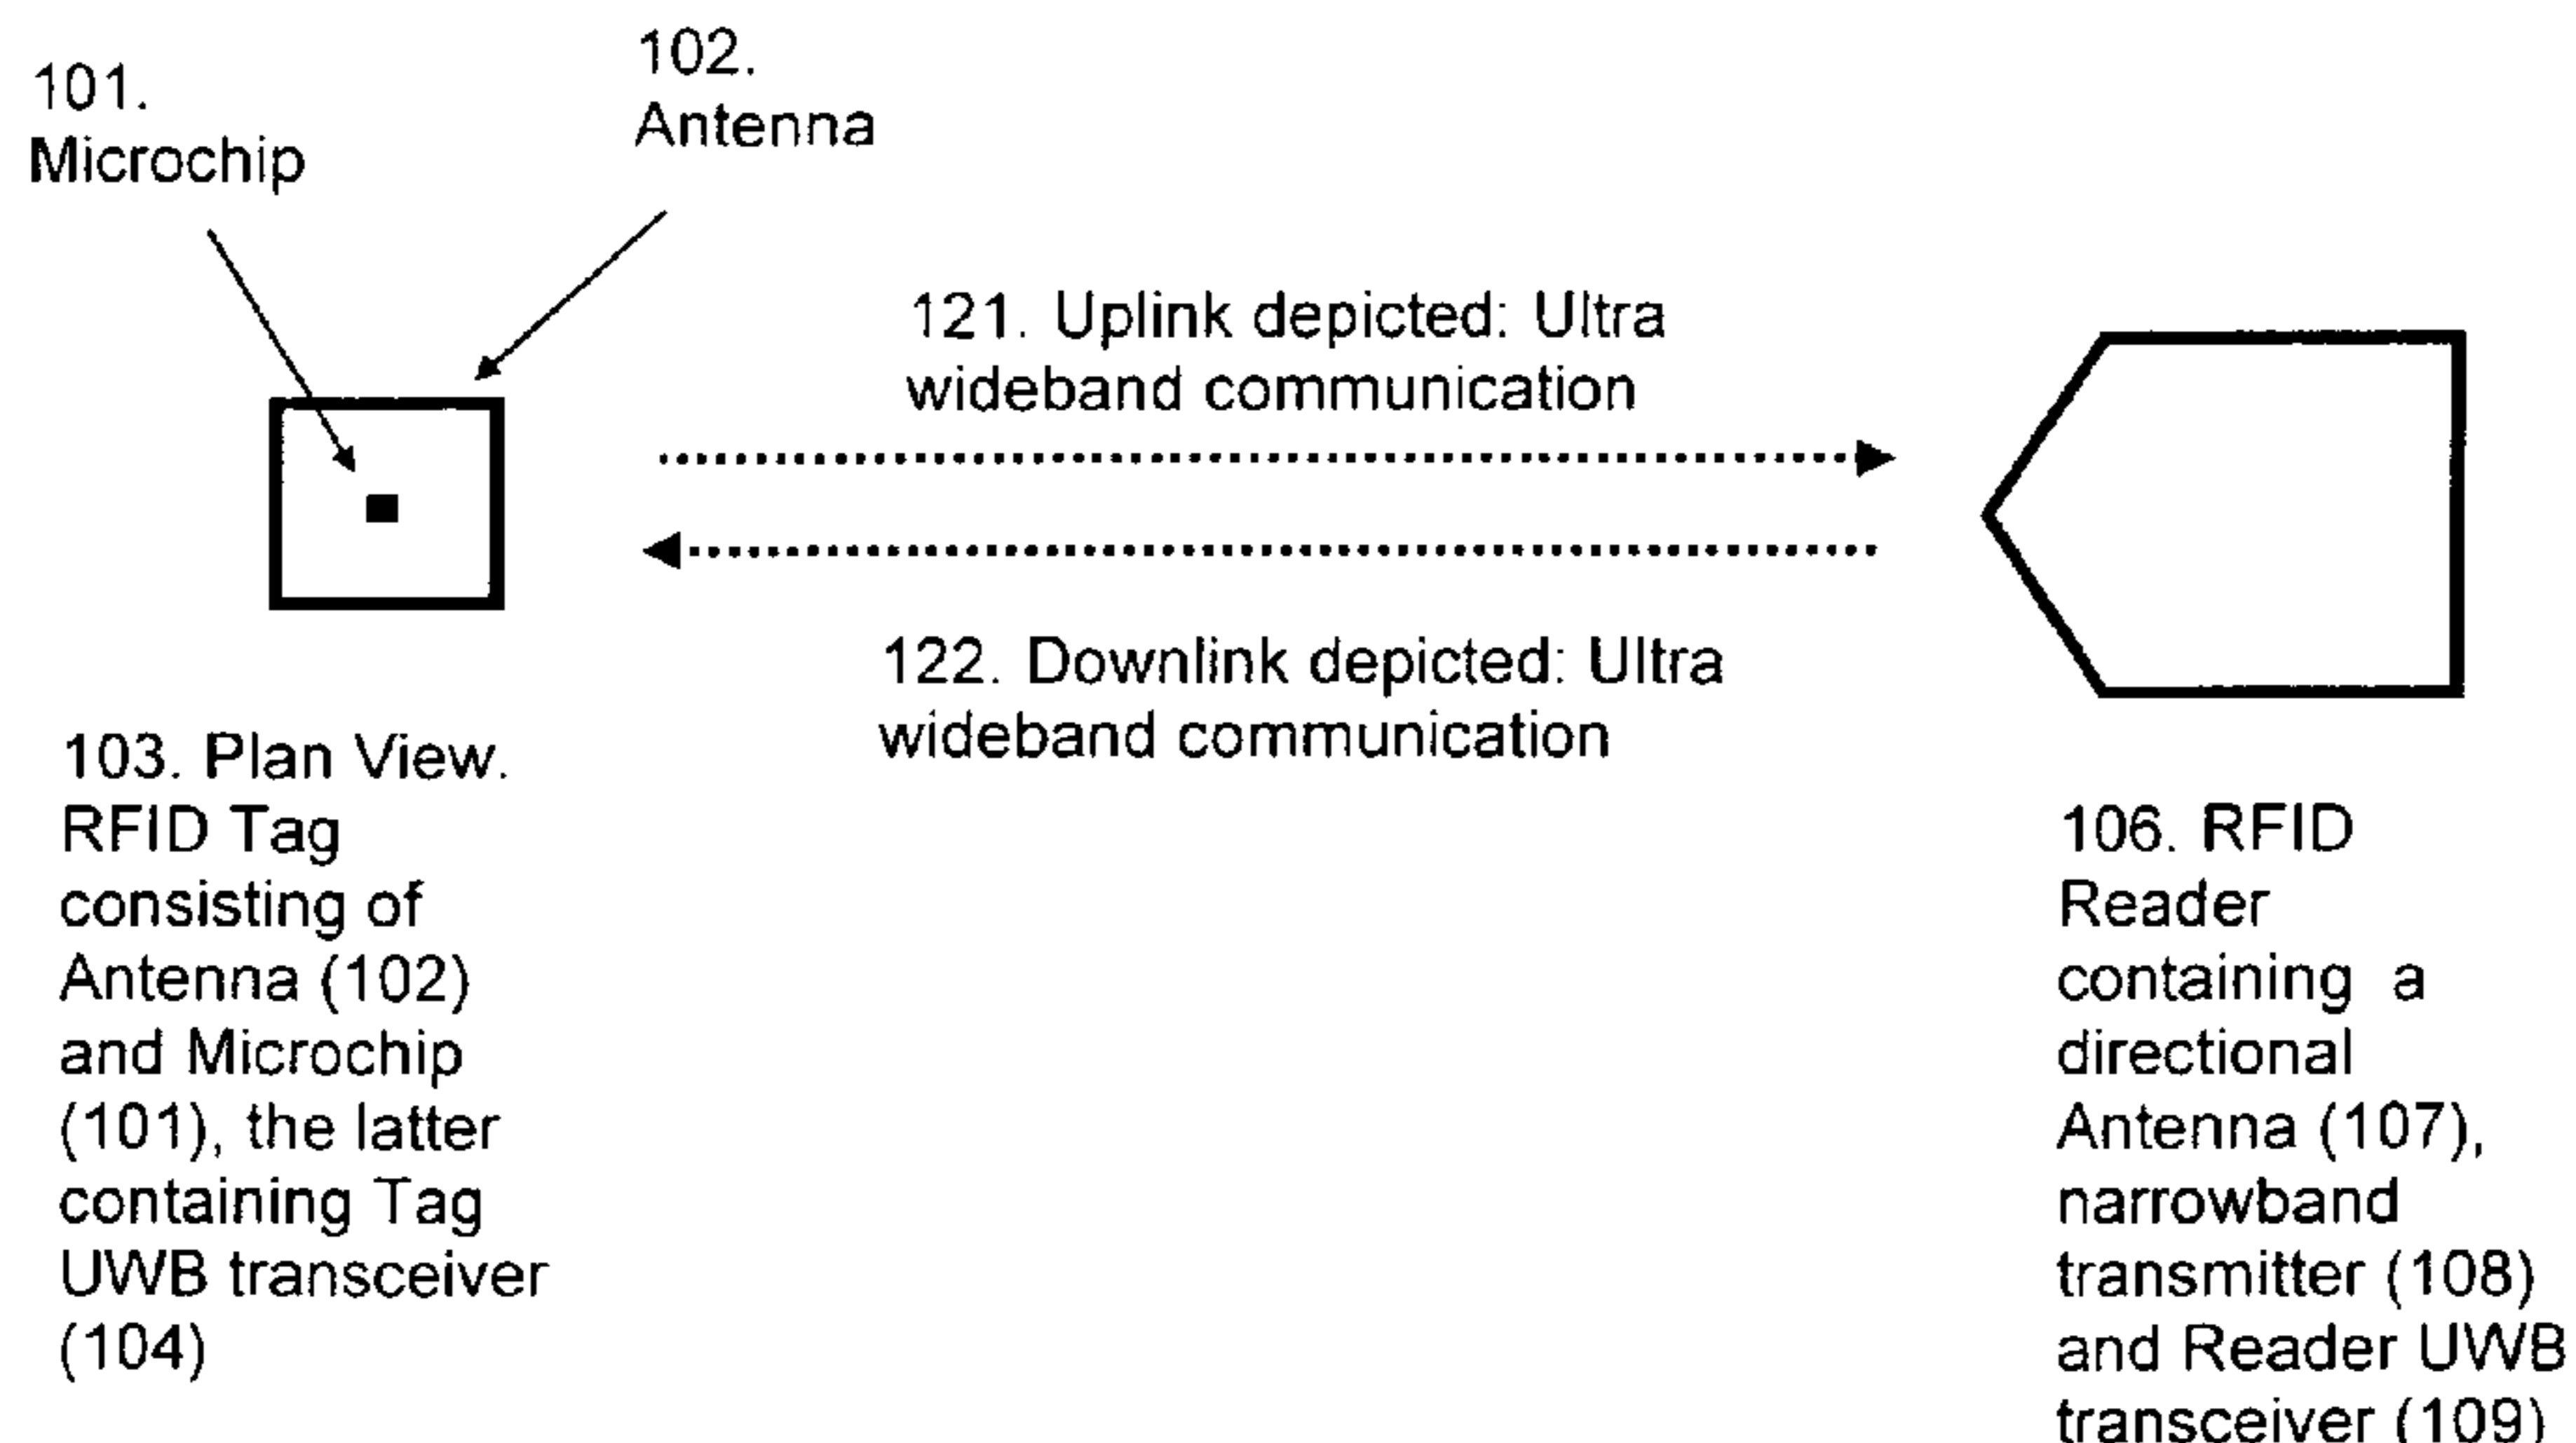 101.
Microchip
102.
Antenna
121. Uplink depicted: Ultra
wideband communication
122. Downlink depicted: Ultra
wideband communication
103. Plan View.
RFID Tag
consisting of
Antenna (102)
and Microchip
(101), the latter
containing Tag
UWB transceiver
(104)
106. RFID
Reader
containing a
directional
Antenna (107),
narrowband
transmitter (108)
and Reader UWB
transceiver (109)